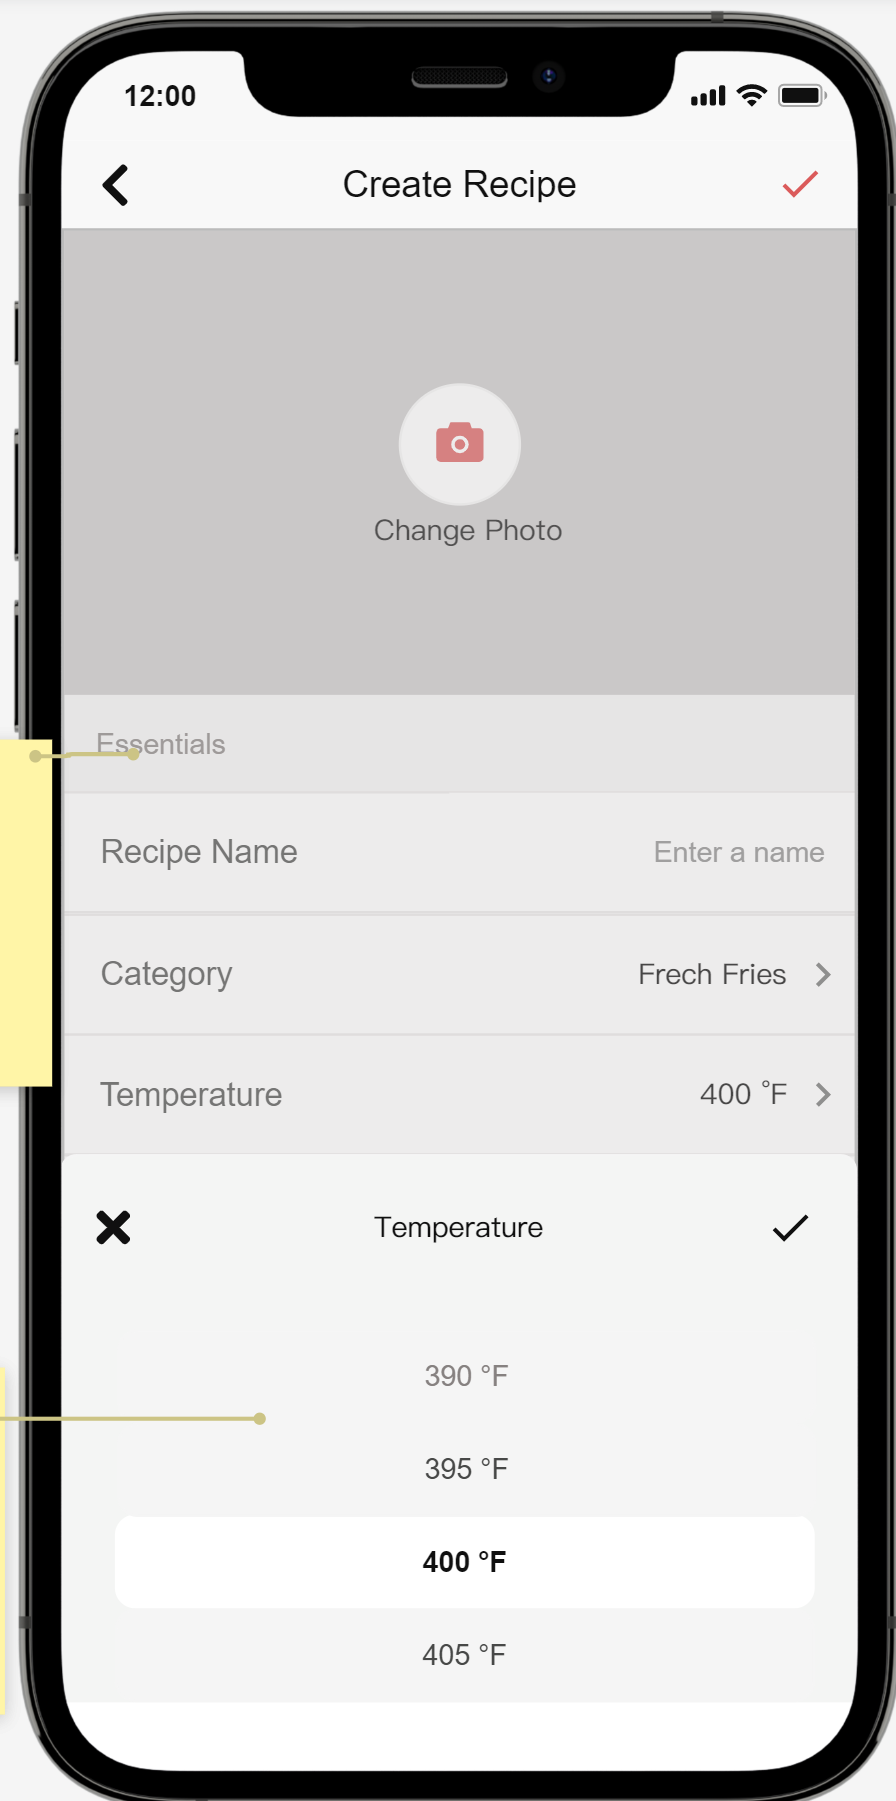 12:00
Create Recipe
Change Photo
Essentials
Recipe Name Enter a name
Category Frech Fries
Temperature 400 °F
Temperature
390 °F
395 °F
400 °F
405 °F